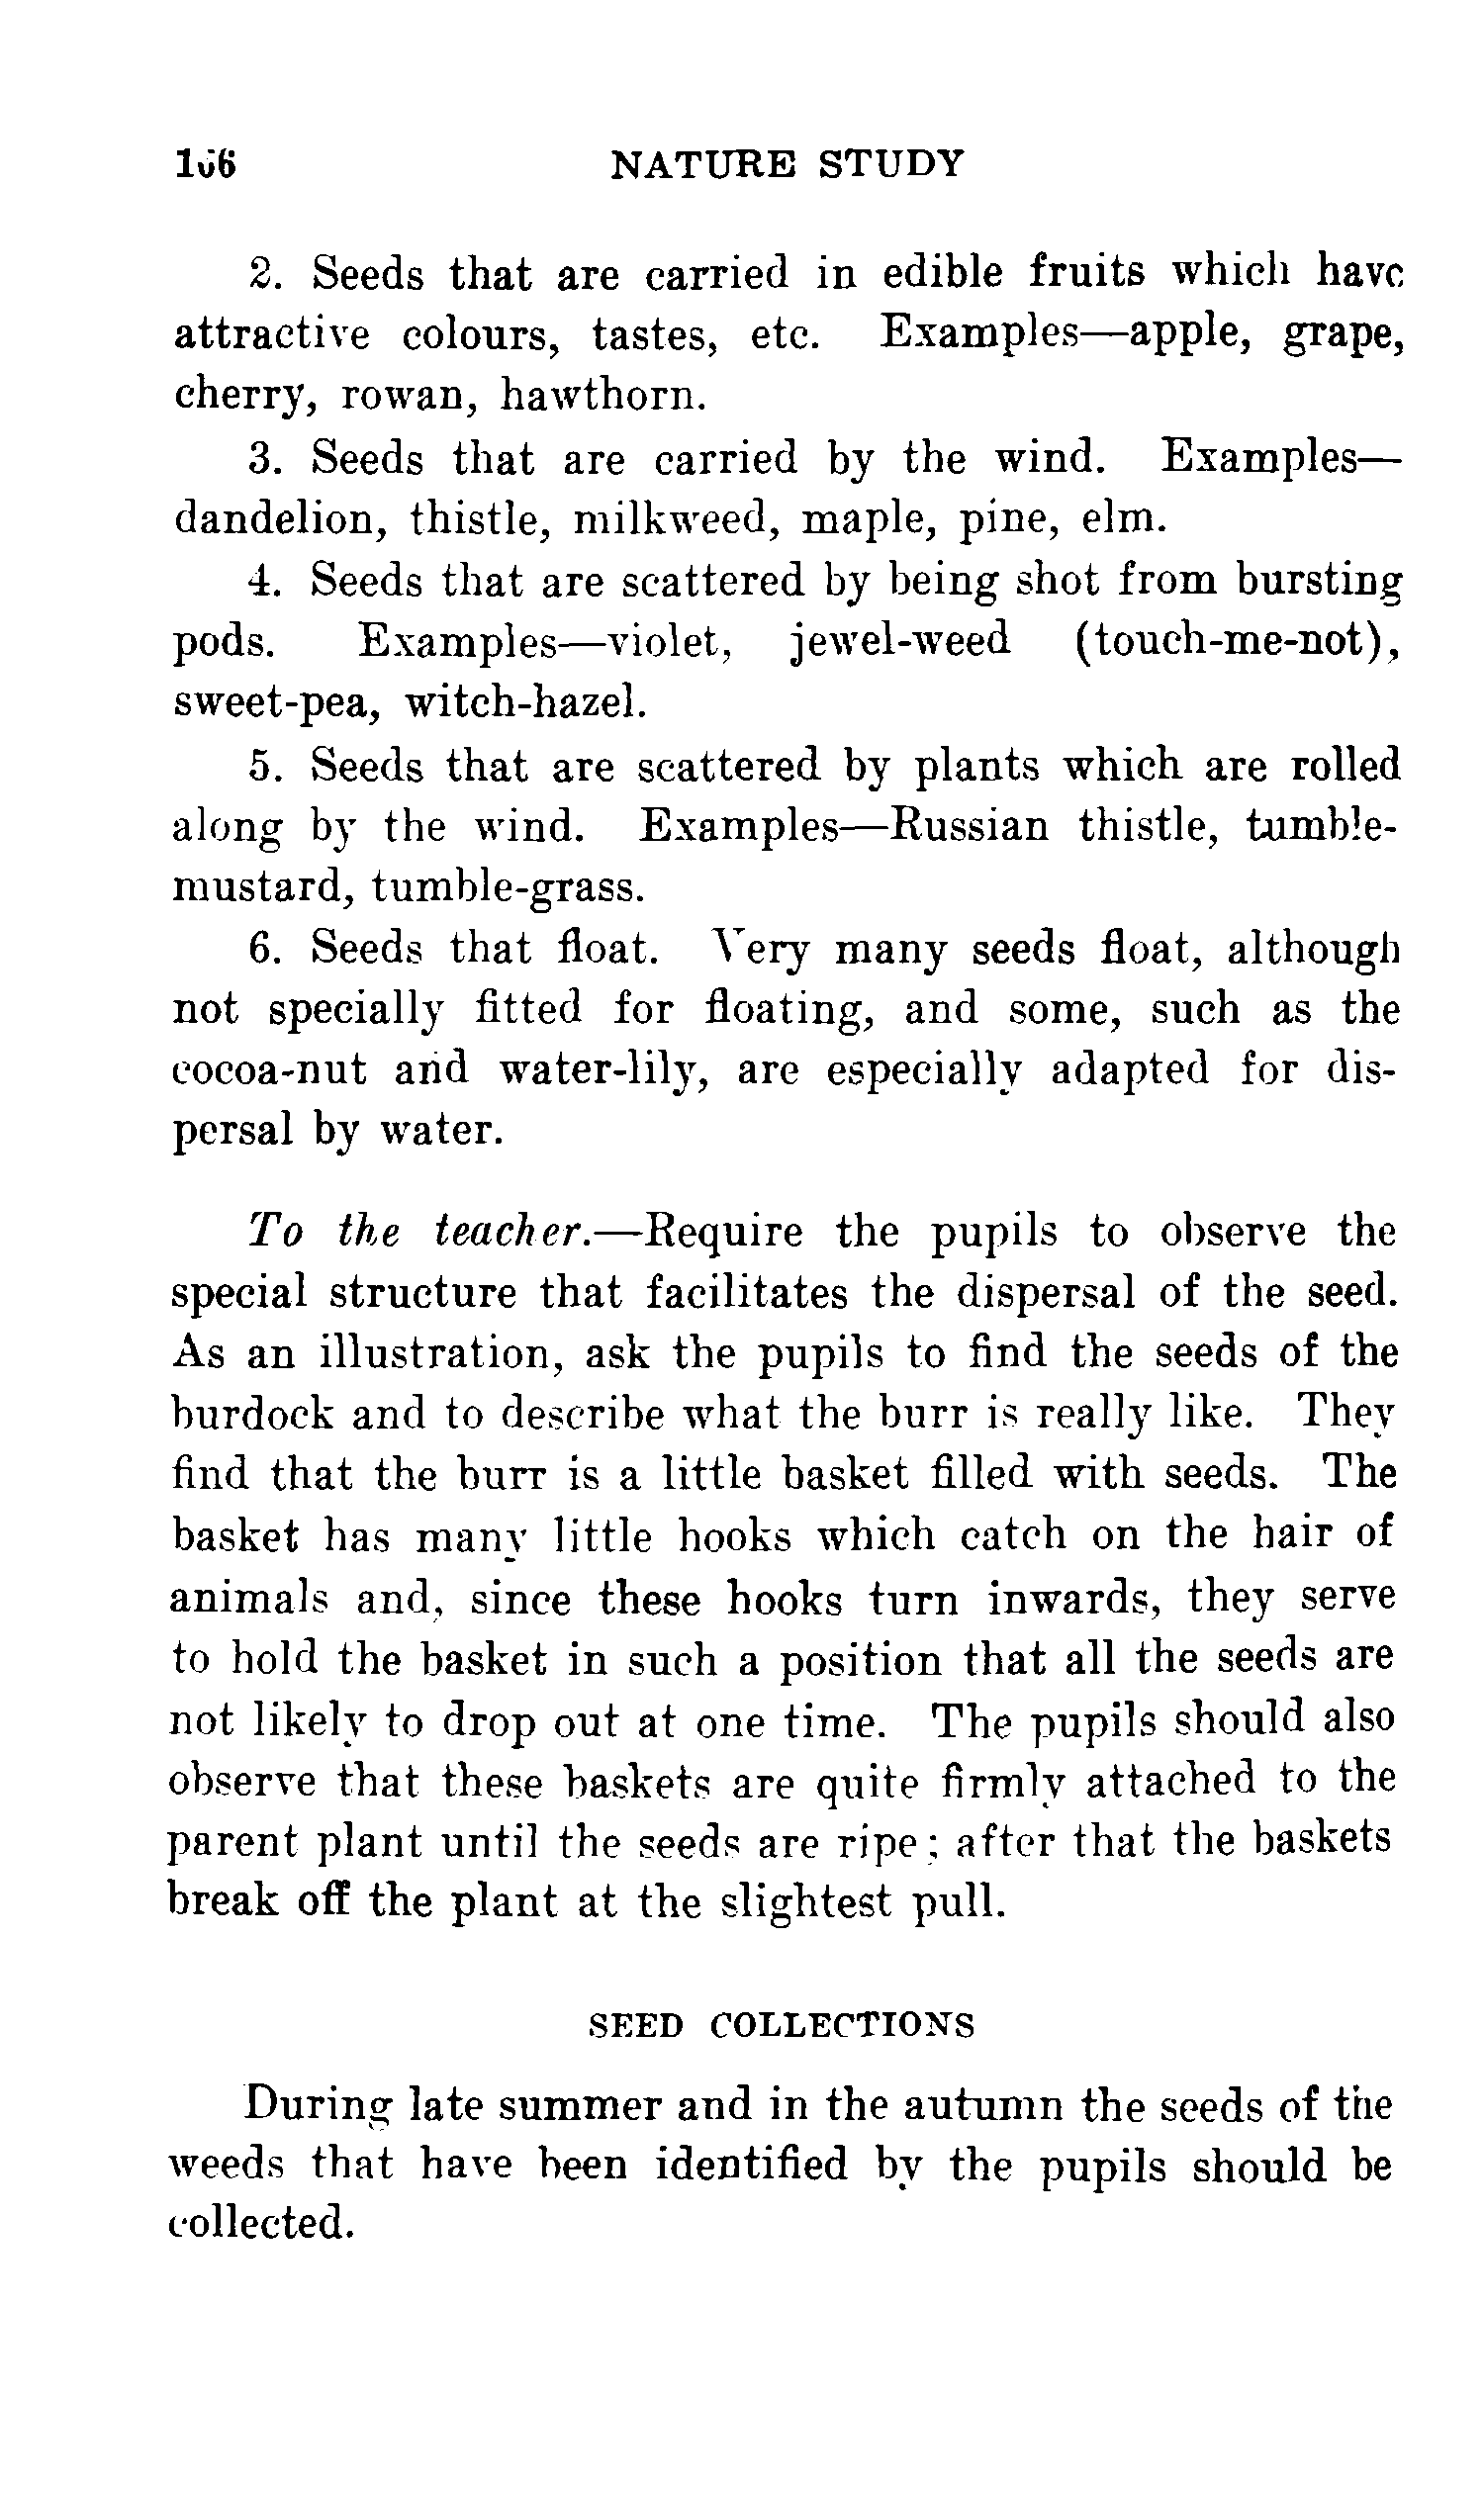 NATURE STUDY
2. Seeds that are carried in edible fruits which have
attractive colours, tastes, etc. Examples—apple, grape,
cherry, rowan, hawthorn.
3. Seeds that are carried by the wind. Examples—
dandelion, thistle, milkweed, maple, pine, elm.
4. Seeds that are scattered by being shot from bursting
pods. Examples—violet, jewel-weed (touch-me-not),
sweet-pea, witch-hazel.
5. Seeds that are scattered by plants which are rolled
along by the wind. Examples—Russian thistle, tumble-
mustard, tumble-grass.
6. Seeds that float. Very many seeds float, although
not specially fitted for floating, and some, such as the
cocoa-nut and water-lily, are especially adapted for dis-
persal by water.
To the teacher.—Require the pupils to observe the
special structure that facilitates the dispersal of the seed.
As an illustration, ask the pupils to find the seeds of the
burdock and to describe what the burr is really like. They
find that the burr is a little basket filled with seeds. The
basket has many little hooks which catch on the hair of
animals and, since these hooks turn inwards, they serve
to hold the basket in such a position that all the seeds are
not likely to drop out at one time. The pupils should also
observe that these baskets are quite firmly attached to the
parent plant until the seeds are ripe; after that the baskets
break off the plant at the slightest pull.
SEED COLLECTIONS
During late summer and in the autumn the seeds of the
weeds that have been identified by the pupils should be
collected.